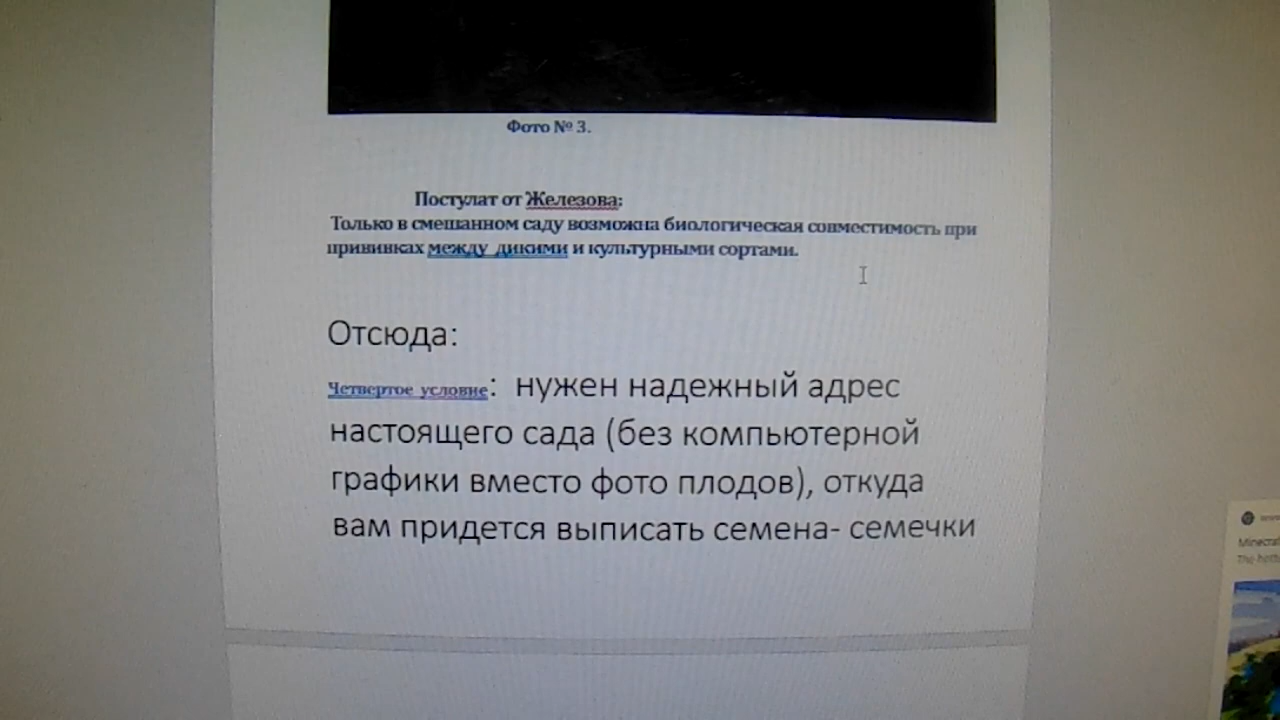 Фото № 3.
Постулат от Железова:
Только в смешанном саду возможна биологическая совместимость при
прививках между дикими и культурными сортами.
Отсюда:
Четвертое условие: нужен надежный адрес
настоящего сада (без компьютерной
графики вместо фото плодов), откуда
вам придется выписать семена- семечки
Minecraf